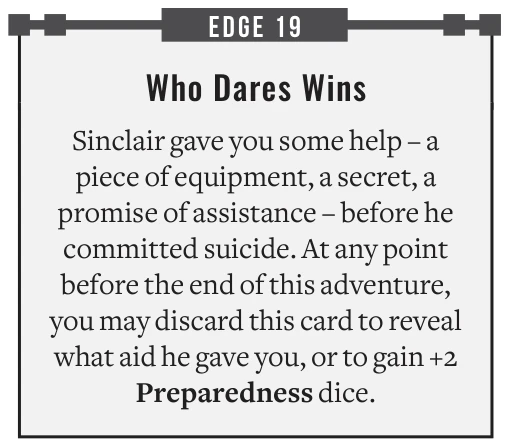 EDGE 19
Who Dares Wins
Sinclair gave you some help – a
piece of equipment, a secret, a
promise of assistance – before he
committed suicide. At any point
before the end of this adventure,
you may discard this card to reveal
what aid he gave you, or to gain +2
Preparedness dice.